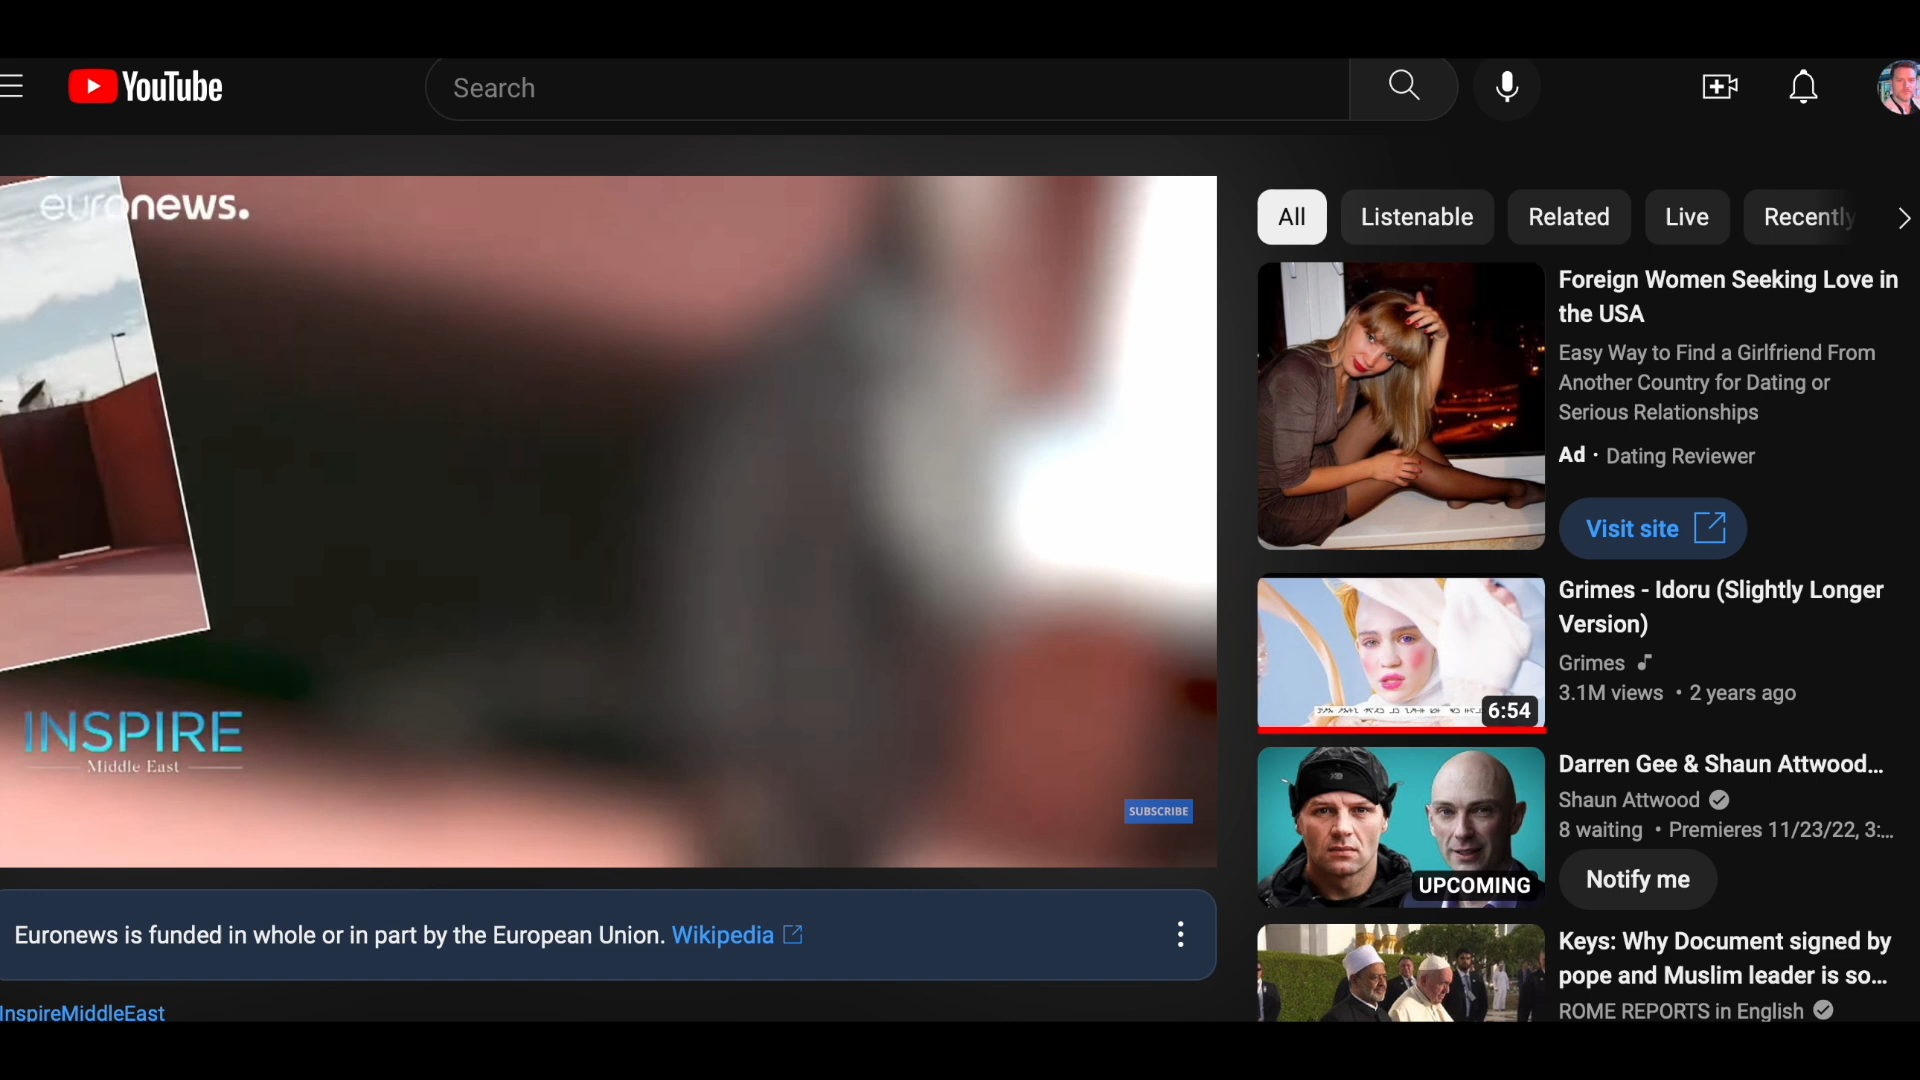 YouTube
Search
euronews.
INSPIRE
Middle East
SUBSCRIBE
Euronews is funded in whole or in part by the European Union. Wikipedia
InspireMiddleEast
All
Listenable
Related
Live
Recently
Foreign Women Seeking Love in
the USA
Easy Way to Find a Girlfriend From
Another Country for Dating or
Serious Relationships
Ad · Dating Reviewer
Visit site
6:54
Grimes - Idoru (Slightly Longer
Version)
Grimes
3.1M views • 2 years ago
UPCOMING
Darren Gee & Shaun Attwood...
Shaun Attwood
8 waiting • Premieres 11/23/22, 3:...
Notify me
Keys: Why Document signed by
pope and Muslim leader is so...
ROME REPORTS in English